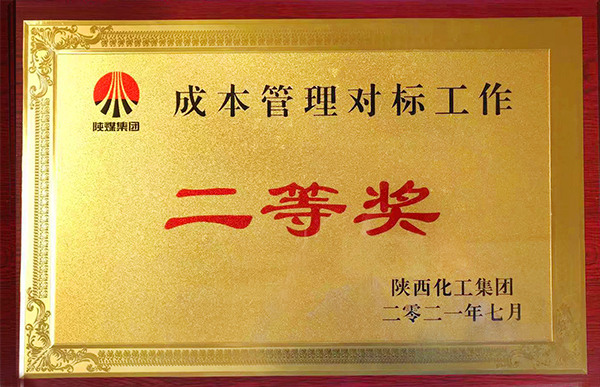 成本管理对标工作
陕煤集团
二等奖
陕西化工集团
二零二一年七月